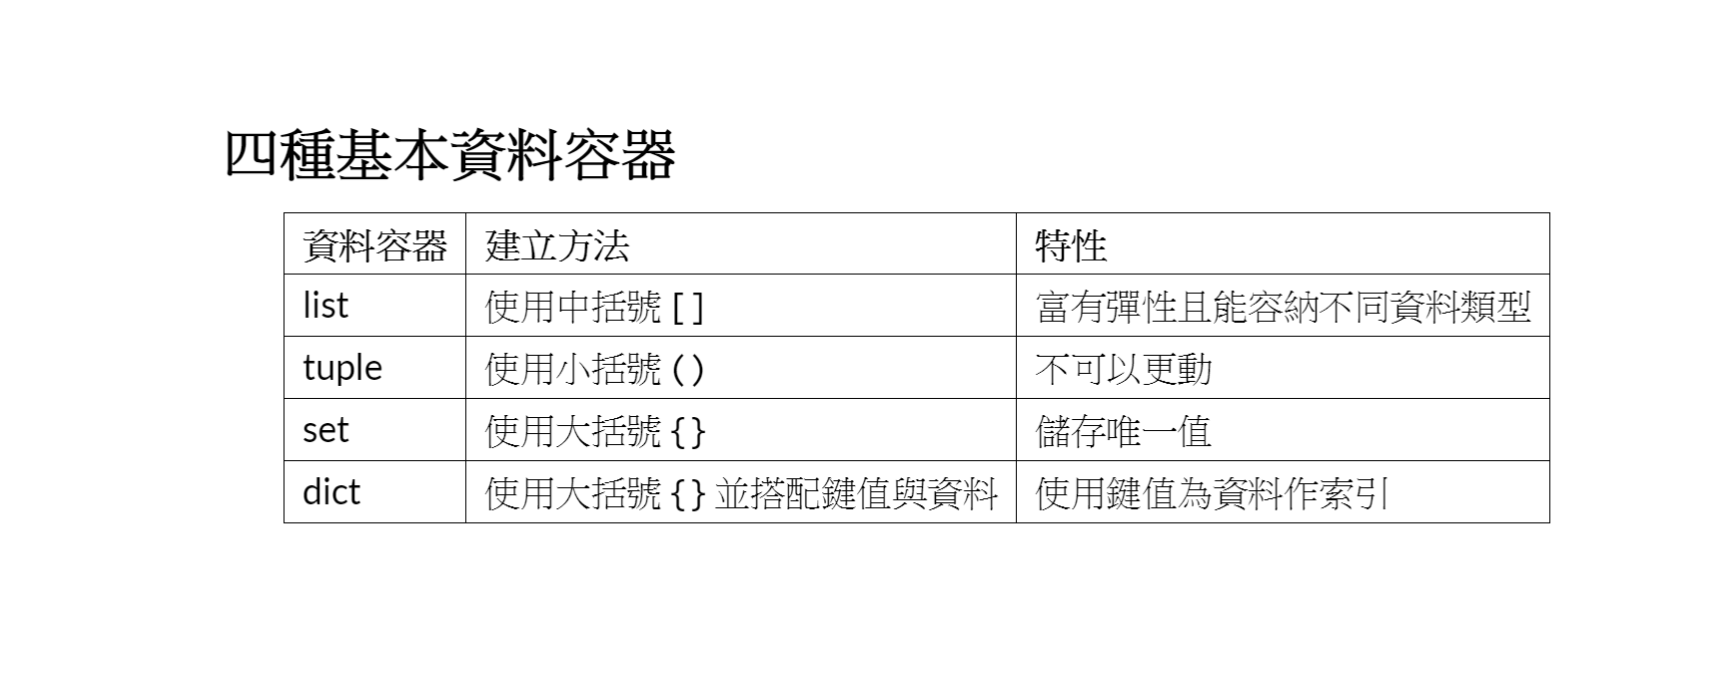 四種基本資料容器
資料容器 建立方法 特性
list 使用中括號 [] 富有彈性且能容納不同資料類型
tuple 使用小括號 () 不可以更動
set 使用大括號 {} 儲存唯一值
dict 使用大括號 {} 並搭配鍵值與資料 使用鍵值為資料作索引